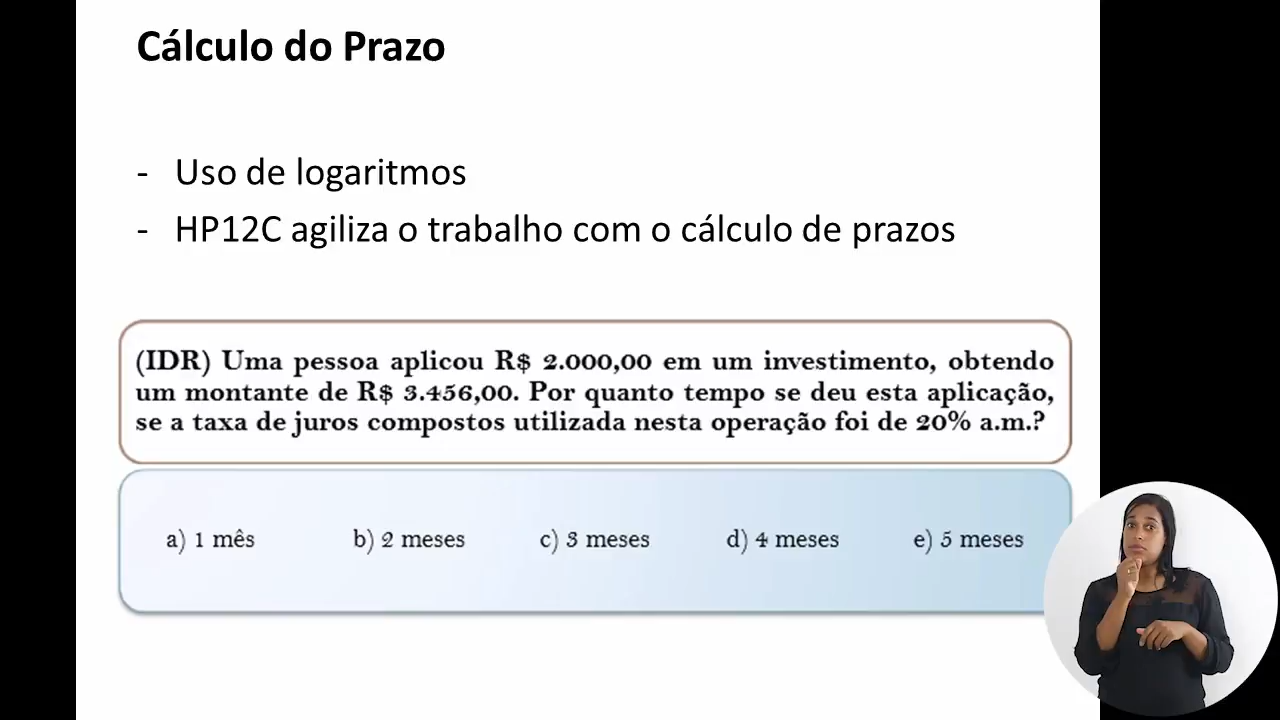 Cálculo do Prazo
- Uso de logaritmos
- HP12C agiliza o trabalho com o cálculo de prazos
(IDR) Uma pessoa aplicou R$ 2.000,00 em um investimento, obtendo
um montante de R$ 3.456,00. Por quanto tempo se deu esta aplicação,
se a taxa de juros compostos utilizada nesta operação foi de 20% a.m.?
a) 1 mês b) 2 meses c) 3 meses d) 4 meses e) 5 meses